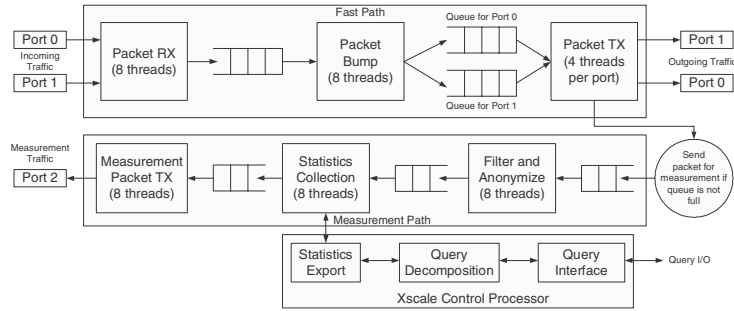 Fast Path
Port 0
Incoming
Traffic
Port 1
Packet RX
(8 threads)
Packet
Bump
(8 threads)
Queue for Port 0
Queue for Port 1
Packet TX
(4 threads
per port)
Port 1
Outgoing Traffic
Port 0
Measurement
Traffic
Port 2
Measurement
Packet TX
(8 threads)
Statistics
Collection
(8 threads)
Filter and
Anonymize
(8 threads)
Send
packet for
measurement if
queue is not
full
Measurement Path
Statistics
Export
Query
Decomposition
Query
Interface
Query I/O
Xscale Control Processor